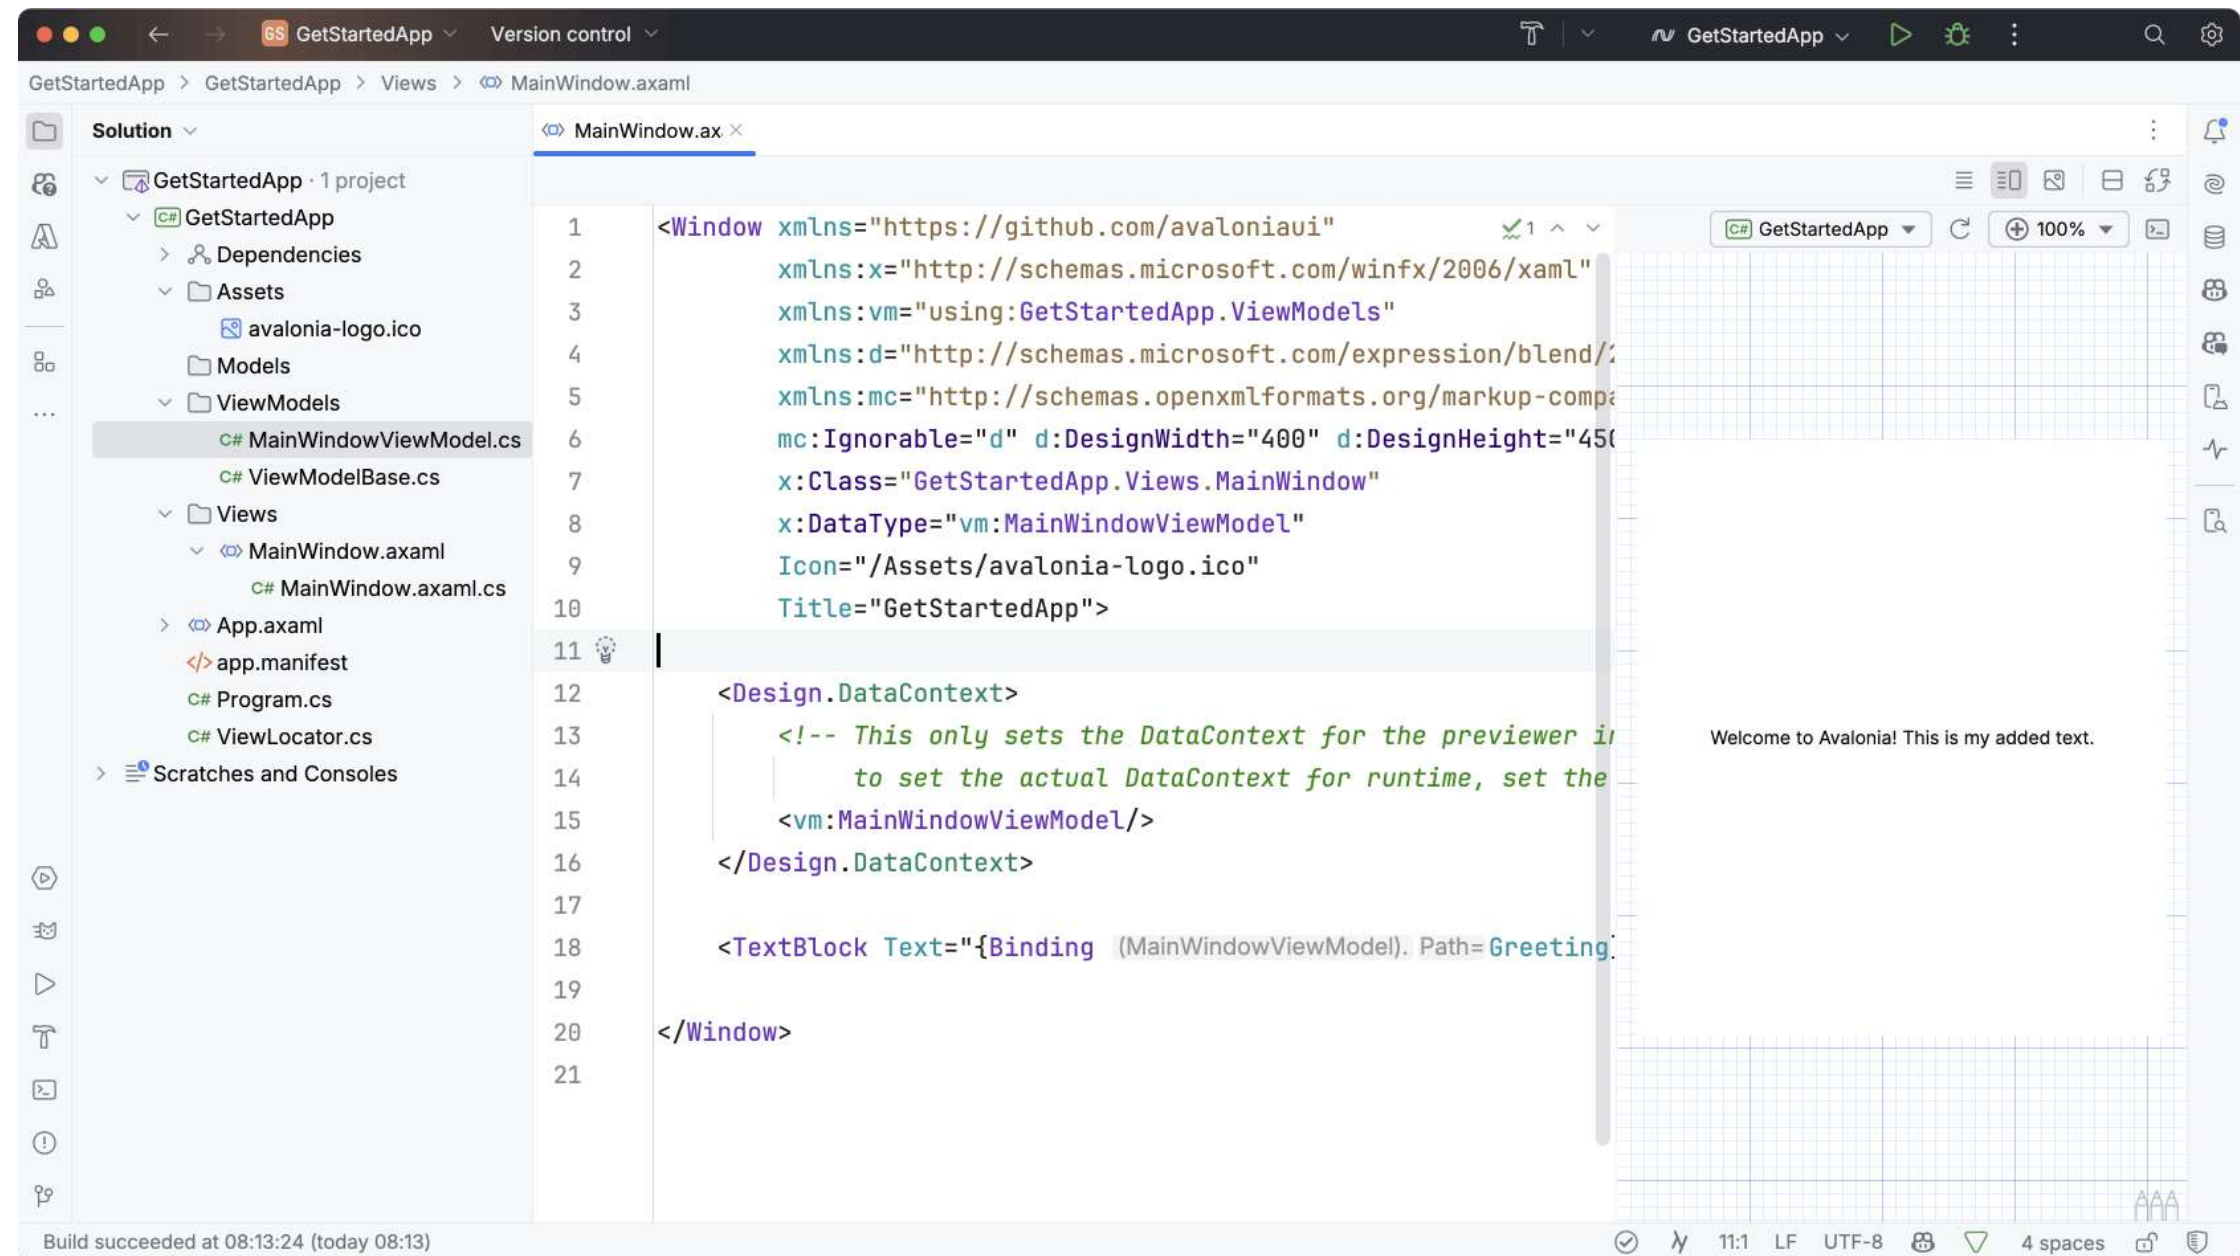 GS GetStartedApp Version control GetStartedApp
GetStartedApp > GetStartedApp > Views > MainWindow.axaml
Solution
MainWindow.ax
GetStartedApp · 1 project
C# GetStartedApp
Dependencies
Assets
avalonia-logo.ico
Models
ViewModels
C# MainWindowViewModel.cs
C# ViewModelBase.cs
Views
MainWindow.axaml
C# MainWindow.axaml.cs
App.axaml
</> app.manifest
C# Program.cs
C# ViewLocator.cs
Scratches and Consoles
1 <Window xmlns="https://github.com/avaloniaui"
2 xmlns:x="http://schemas.microsoft.com/winfx/2006/xaml"
3 xmlns:vm="using:GetStartedApp.ViewModels"
4 xmlns:d="http://schemas.microsoft.com/expression/blend/
5 xmlns:mc="http://schemas.openxmlformats.org/markup-comp
6 mc:Ignorable="d" d:DesignWidth="400" d:DesignHeight="450
7 x:Class="GetStartedApp.Views.MainWindow"
8 x:DataType="vm:MainWindowViewModel"
9 Icon="/Assets/avalonia-logo.ico"
10 Title="GetStartedApp">
11
12 <Design.DataContext>
13 <!-- This only sets the DataContext for the previewer
14 to set the actual DataContext for runtime, set the
15 <vm:MainWindowViewModel/>
16 </Design.DataContext>
17
18 <TextBlock Text="{Binding (MainWindowViewModel). Path=Greeting
19
20 </Window>
21
1
C# GetStartedApp 100%
Welcome to Avalonia! This is my added text.
Build succeeded at 08:13:24 (today 08:13)
11:1 LF UTF-8 4 spaces